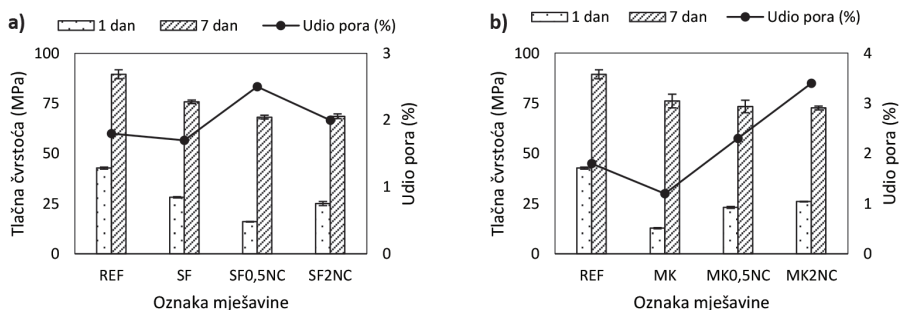 a)
1 dan 7 dan Udio pora (%)
Tlačna čvrstoća (MPa)
100
75
50
25
0
3
2
1
0
Udio pora (%)
REF SF SF0,5NC SF2NC
Oznaka mješavine
b)
1 dan 7 dan Udio pora (%)
Tlačna čvrstoća (MPa)
100
75
50
25
0
4
3
2
1
0
Udio pora (%)
REF MK MK0,5NC MK2NC
Oznaka mješavine